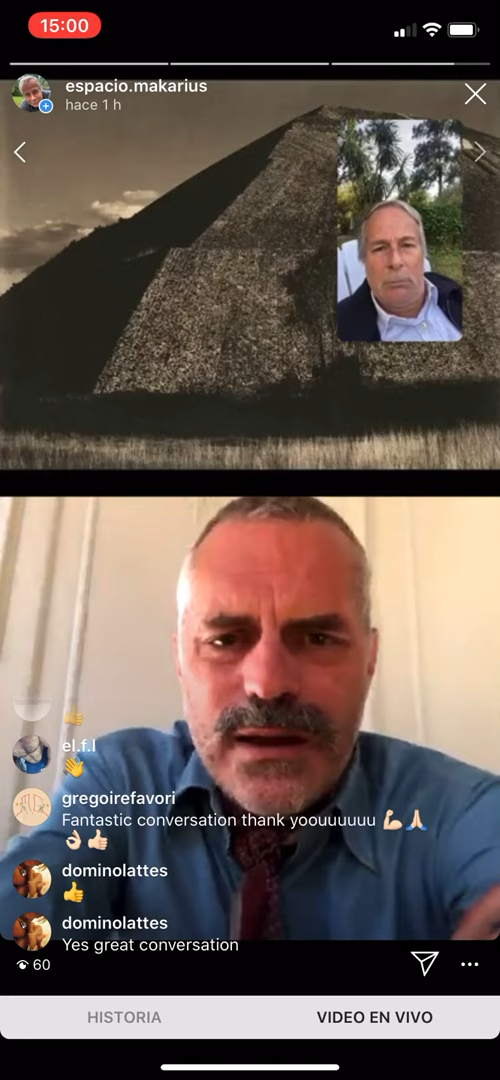 15:00
espacio.makarius
hace 1 h
👍
el.f.l
👋
gregoirefavori
Fantastic conversation thank yoouuuuuu 💪🏻🙏🏻
👌🏻👍🏻
dominolattes
👍
dominolattes
Yes great conversation
60
HISTORIA
VIDEO EN VIVO